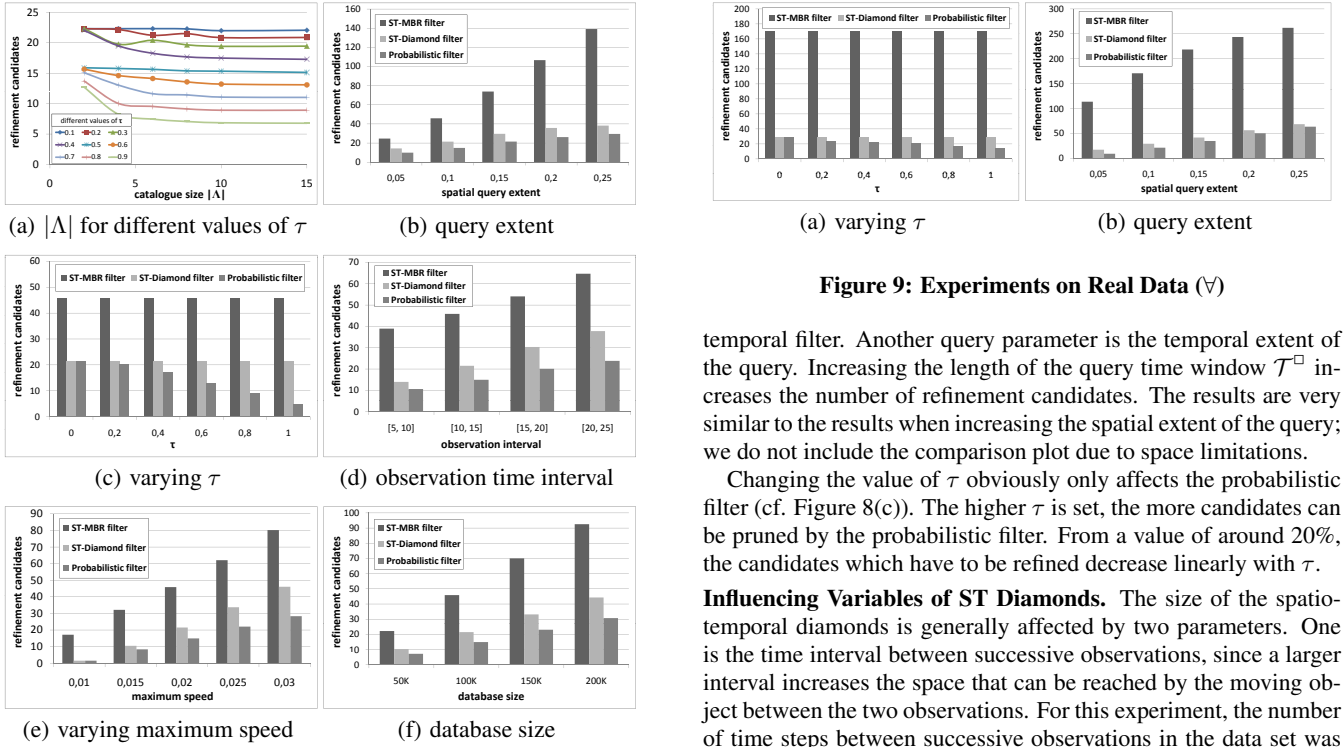 25
20
15
10
5
0
refinement candidates
different values of τ
0.1 0.2 0.3
0.4 0.5 0.6
0.7 0.8 0.9
0 5 10 15
catalogue size |Λ|
(a) |Λ| for different values of τ
160
140
120
100
80
60
40
20
0
refinement candidates
ST-MBR filter
ST-Diamond filter
Probabilistic filter
0,05 0,1 0,15 0,2 0,25
spatial query extent
(b) query extent
60
50
40
30
20
10
0
refinement candidates
ST-MBR filter ST-Diamond filter Probabilistic filter
0 0,2 0,4 0,6 0,8 1
τ
(c) varying τ
70
60
50
40
30
20
10
0
refinement candidates
ST-MBR filter
ST-Diamond filter
Probabilistic filter
[5, 10] [10, 15] [15, 20] [20, 25]
observation interval
(d) observation time interval
90
80
70
60
50
40
30
20
10
0
refinement candidates
ST-MBR filter
ST-Diamond filter
Probabilistic filter
0,01 0,015 0,02 0,025 0,03
maximum speed
(e) varying maximum speed
100
90
80
70
60
50
40
30
20
10
0
refinement candidates
ST-MBR filter
ST-Diamond filter
Probabilistic filter
50K 100K 150K 200K
database size
(f) database size
200
180
160
140
120
100
80
60
40
20
0
refinement candidates
ST-MBR filter ST-Diamond filter Probabilistic filter
0 0,2 0,4 0,6 0,8 1
τ
(a) varying τ
300
250
200
150
100
50
0
refinement candidates
ST-MBR filter
ST-Diamond filter
Probabilistic filter
0,05 0,1 0,15 0,2 0,25
spatial query extent
(b) query extent
Figure 9: Experiments on Real Data (∀)
temporal filter. Another query parameter is the temporal extent of
the query. Increasing the length of the query time window 𝒯□ in-
creases the number of refinement candidates. The results are very
similar to the results when increasing the spatial extent of the query;
we do not include the comparison plot due to space limitations.
Changing the value of τ obviously only affects the probabilistic
filter (cf. Figure 8(c)). The higher τ is set, the more candidates can
be pruned by the probabilistic filter. From a value of around 20%,
the candidates which have to be refined decrease linearly with τ.
Influencing Variables of ST Diamonds. The size of the spatio-
temporal diamonds is generally affected by two parameters. One
is the time interval between successive observations, since a larger
interval increases the space that can be reached by the moving ob-
ject between the two observations. For this experiment, the number
of time steps between successive observations in the data set was